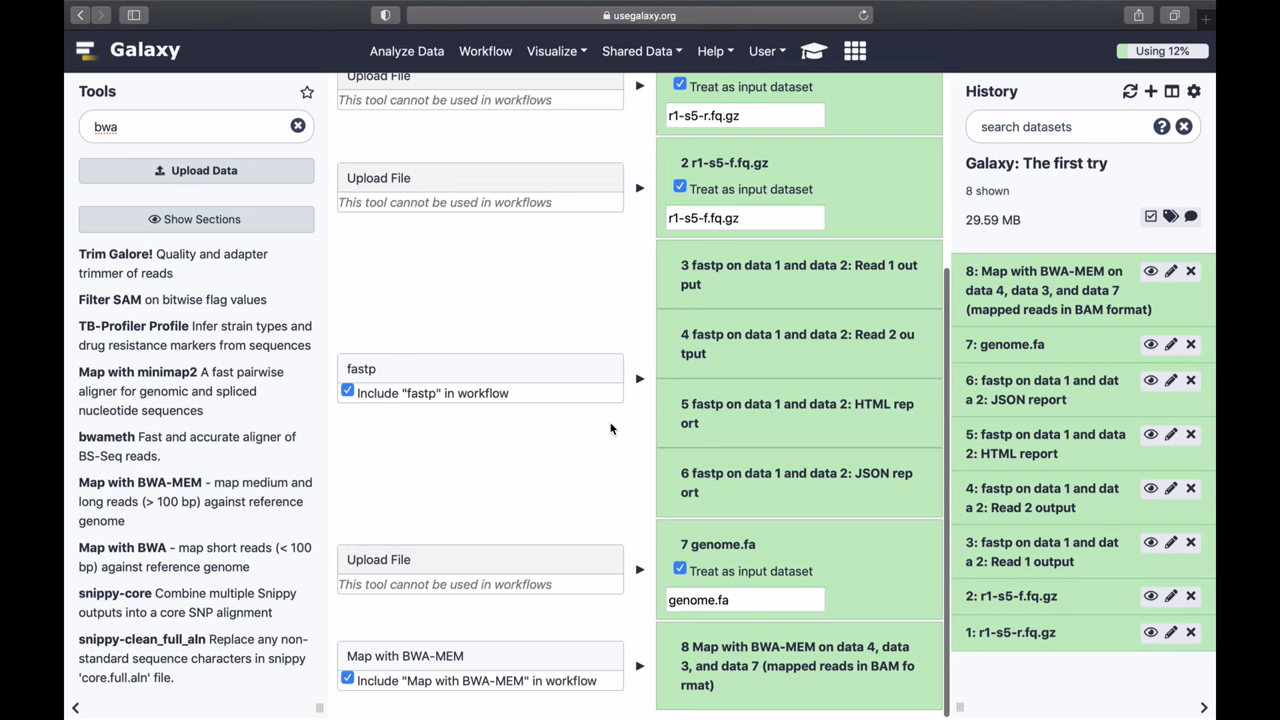 usegalaxy.org
Galaxy
Analyze Data Workflow Visualize Shared Data Help User
Using 12%
Tools
bwa
Upload Data
Show Sections
Trim Galore! Quality and adapter
trimmer of reads
Filter SAM on bitwise flag values
TB-Profiler Profile Infer strain types and
drug resistance markers from sequences
Map with minimap2 A fast pairwise
aligner for genomic and spliced
nucleotide sequences
bwameth Fast and accurate aligner of
BS-Seq reads.
Map with BWA-MEM - map medium and
long reads (> 100 bp) against reference
genome
Map with BWA - map short reads (< 100
bp) against reference genome
snippy-core Combine multiple Snippy
outputs into a core SNP alignment
snippy-clean_full_aln Replace any non-
standard sequence characters in snippy
'core.full.aln' file.
Upload File
This tool cannot be used in workflows
Treat as input dataset
r1-s5-r.fq.gz
Upload File
This tool cannot be used in workflows
2 r1-s5-f.fq.gz
Treat as input dataset
r1-s5-f.fq.gz
fastp
Include "fastp" in workflow
3 fastp on data 1 and data 2: Read 1 out
put
4 fastp on data 1 and data 2: Read 2 ou
tput
5 fastp on data 1 and data 2: HTML rep
ort
6 fastp on data 1 and data 2: JSON rep
ort
Upload File
This tool cannot be used in workflows
7 genome.fa
Treat as input dataset
genome.fa
Map with BWA-MEM
Include "Map with BWA-MEM" in workflow
8 Map with BWA-MEM on data 4, data
3, and data 7 (mapped reads in BAM fo
rmat)
History
search datasets
Galaxy: The first try
8 shown
29.59 MB
8: Map with BWA-MEM on
data 4, data 3, and data 7
(mapped reads in BAM format)
7: genome.fa
6: fastp on data 1 and dat
a 2: JSON report
5: fastp on data 1 and data
2: HTML report
4: fastp on data 1 and dat
a 2: Read 2 output
3: fastp on data 1 and dat
a 2: Read 1 output
2: r1-s5-f.fq.gz
1: r1-s5-r.fq.gz